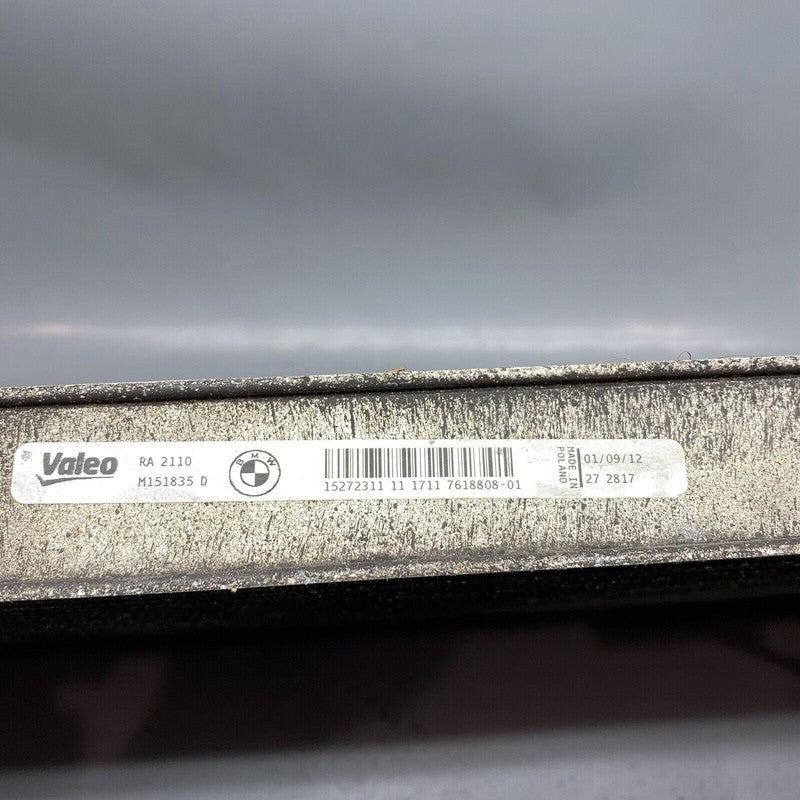 Valeo
RA 2110
M151835 D
BMW
15272311 11 1711 7618808-01
MADE IN
POLAND
01/09/12
27 2817